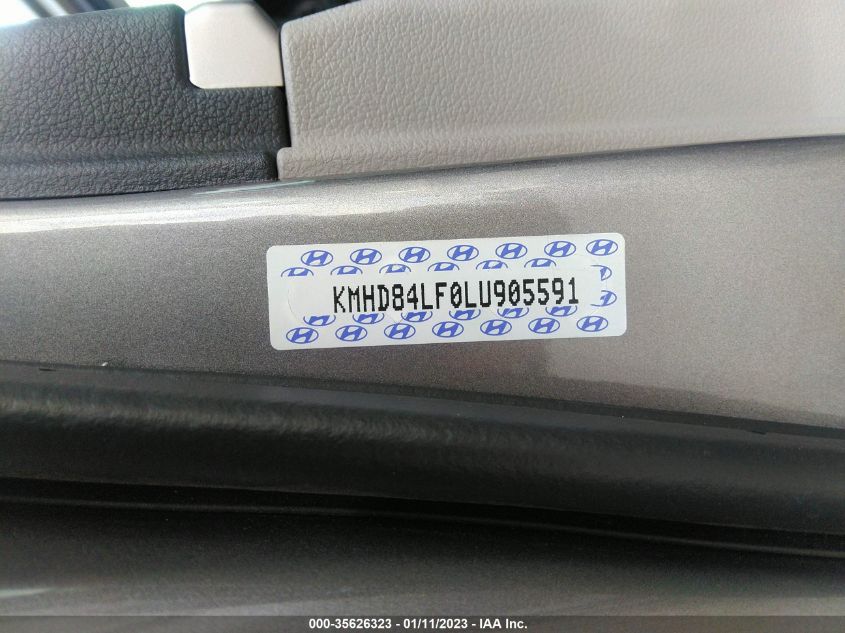 KMHD84LF0LU905591
000-35626323 - 01/11/2023 - IAA Inc.